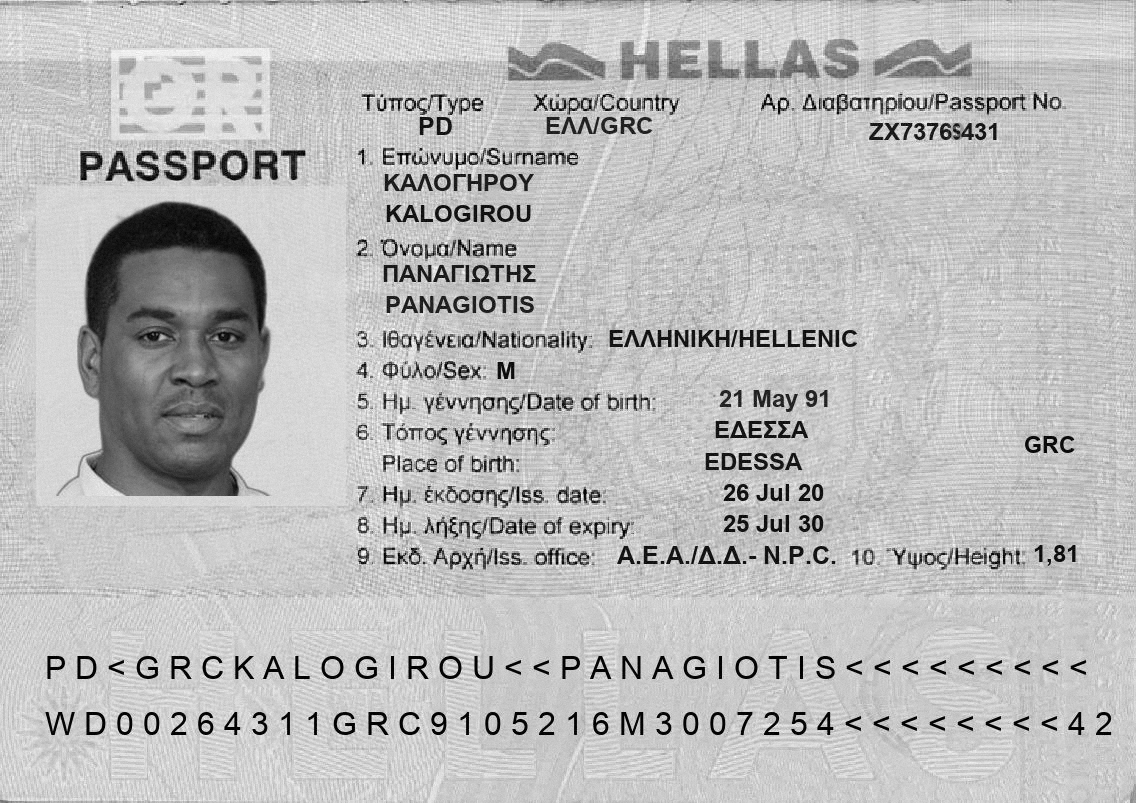 HELLAS
GR
PASSPORT
Τύπος/Type Χώρα/Country Αρ. Διαβατηρίου/Passport No.
PD ΕΛΛ/GRC ZX7376S431
1. Επώνυμο/Surname
ΚΑΛΟΓΗΡΟΥ
KALOGIROU
2. Όνομα/Name
ΠΑΝΑΓΙΩΤΗΣ
PANAGIOTIS
3. Ιθαγένεια/Nationality: ΕΛΛΗΝΙΚΗ/HELLENIC
4. Φύλο/Sex: M
5. Ημ. γέννησης/Date of birth: 21 May 91
6. Τόπος γέννησης: ΕΔΕΣΣΑ
Place of birth: EDESSA GRC
7. Ημ. έκδοσης/Iss. date: 26 Jul 20
8. Ημ. λήξης/Date of expiry: 25 Jul 30
9 Εκδ. Αρχή/Iss. office: Α.Ε.Α./Δ.Δ.- N.P.C. 10. Ύψος/Height: 1,81
HELLAS
PD<GRCKALOGIROU<<PANAGIOTIS<<<<<<<<<
WD00264311GRC9105216M3007254<<<<<<<<42